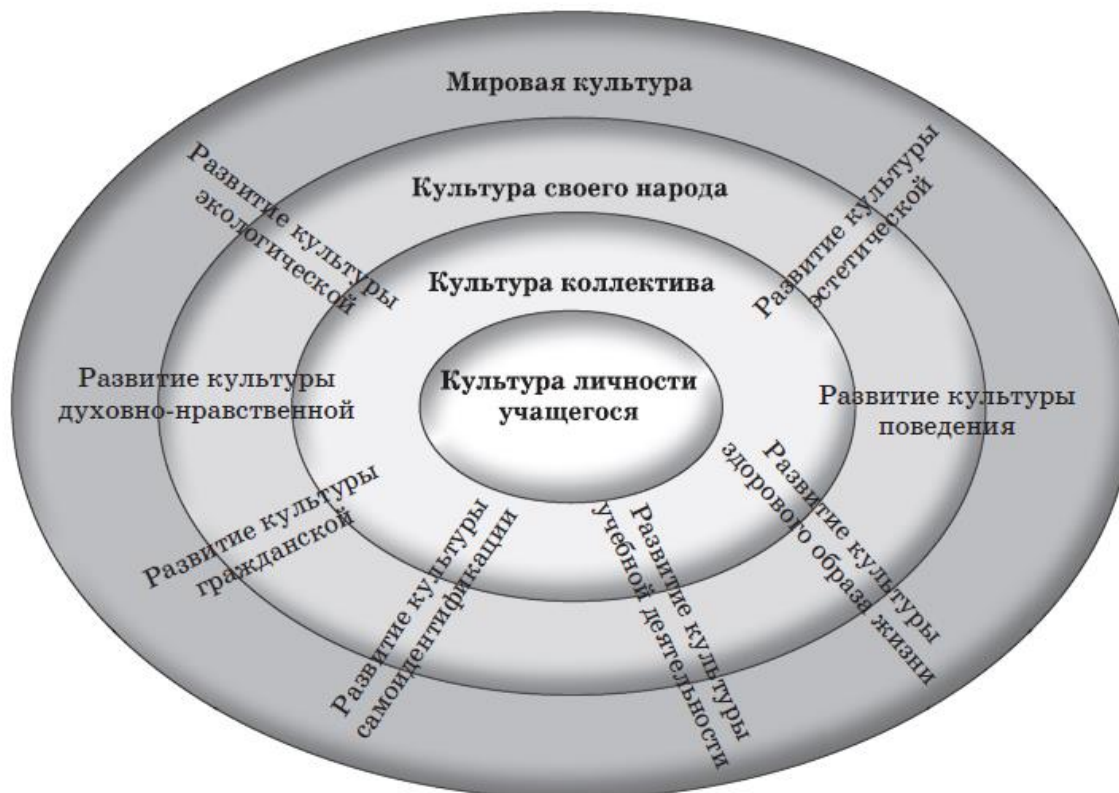 Мировая культура
Культура своего народа
Культура коллектива
Культура личности
учащегося
Развитие культуры
экологической
Развитие культуры
эстетической
Развитие культуры
духовно-нравственной
Развитие культуры
поведения
Развитие культуры
гражданской
Развитие культуры
самоидентификации
Развитие культуры
учебной деятельности
Развитие культуры
здорового образа жизни